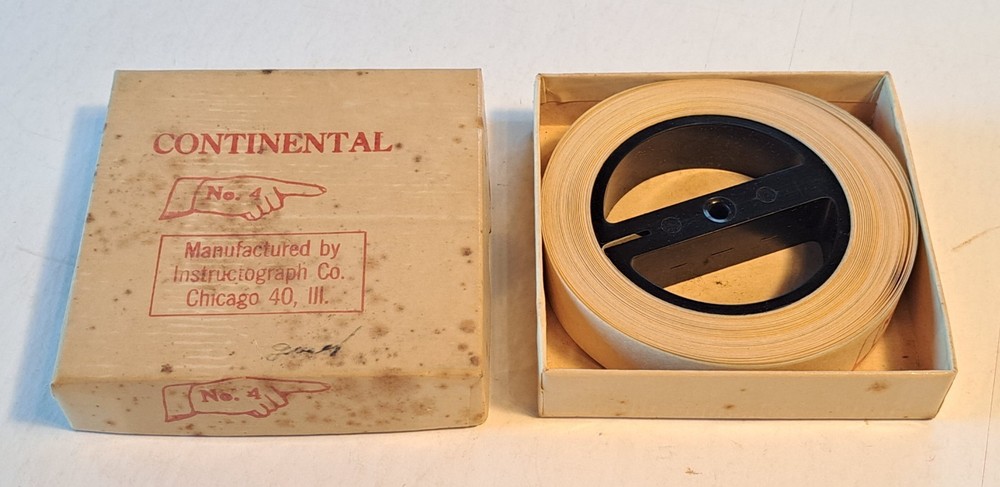 CONTINENTAL
No. 4
Manufactured by
Instructograph Co.
Chicago 40, Ill.
No. 4